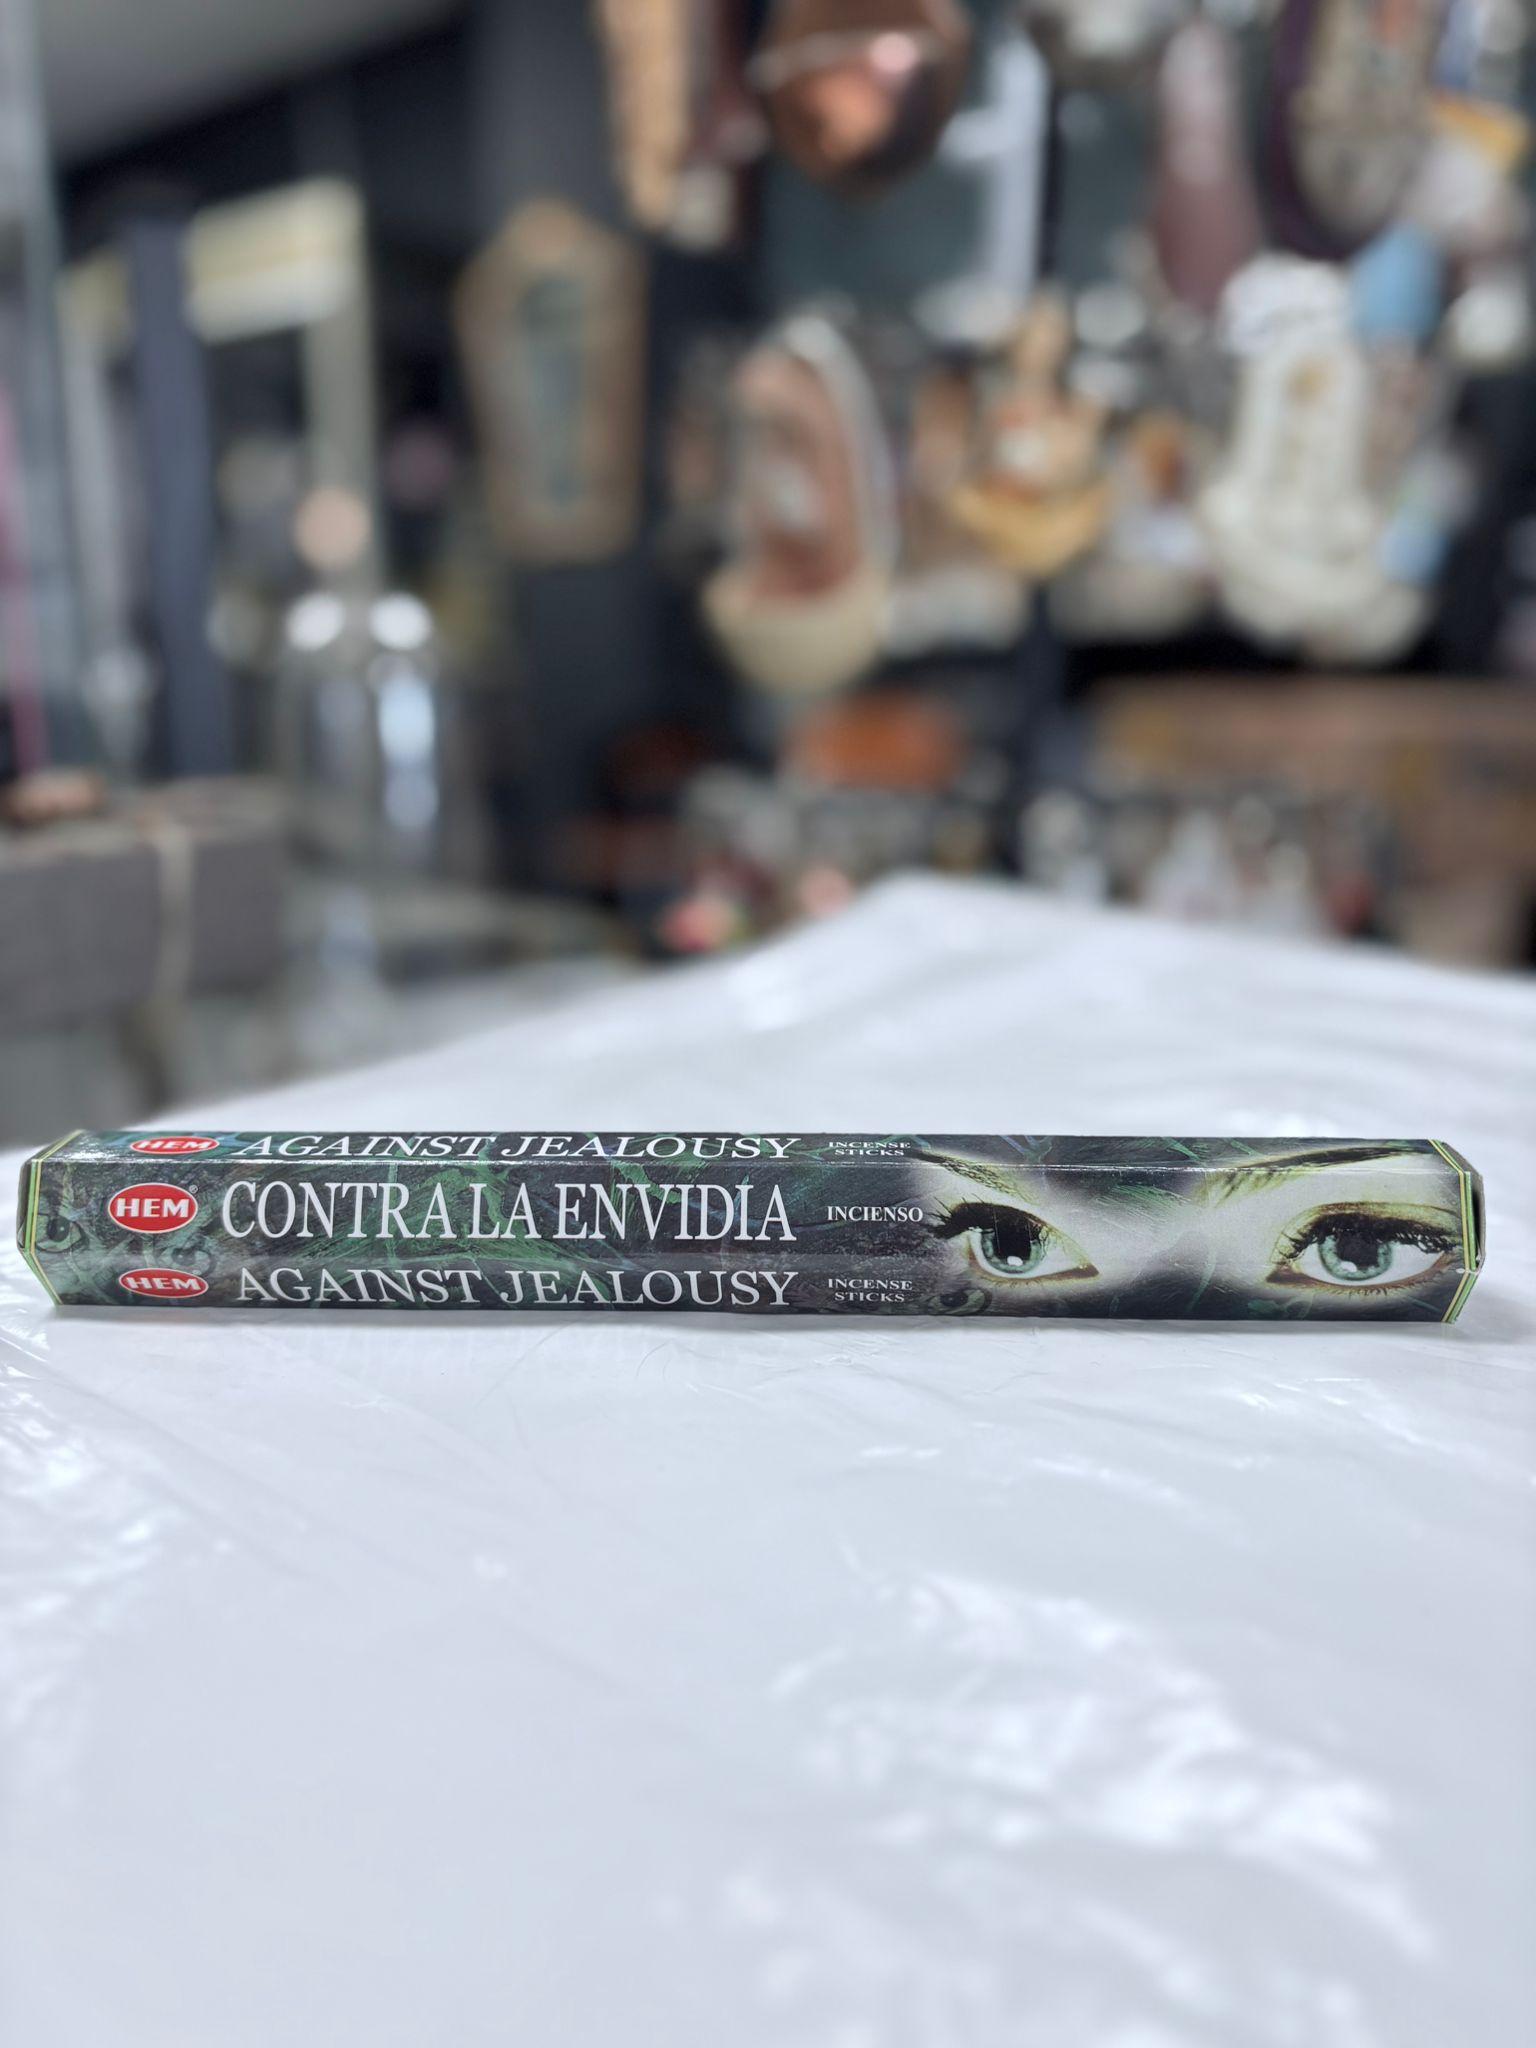 HEM AGAINST JEALOUSY INCENSE
STICKS
HEM® CONTRA LA ENVIDIA INCIENSO
HEM AGAINST JEALOUSY INCENSE
STICKS